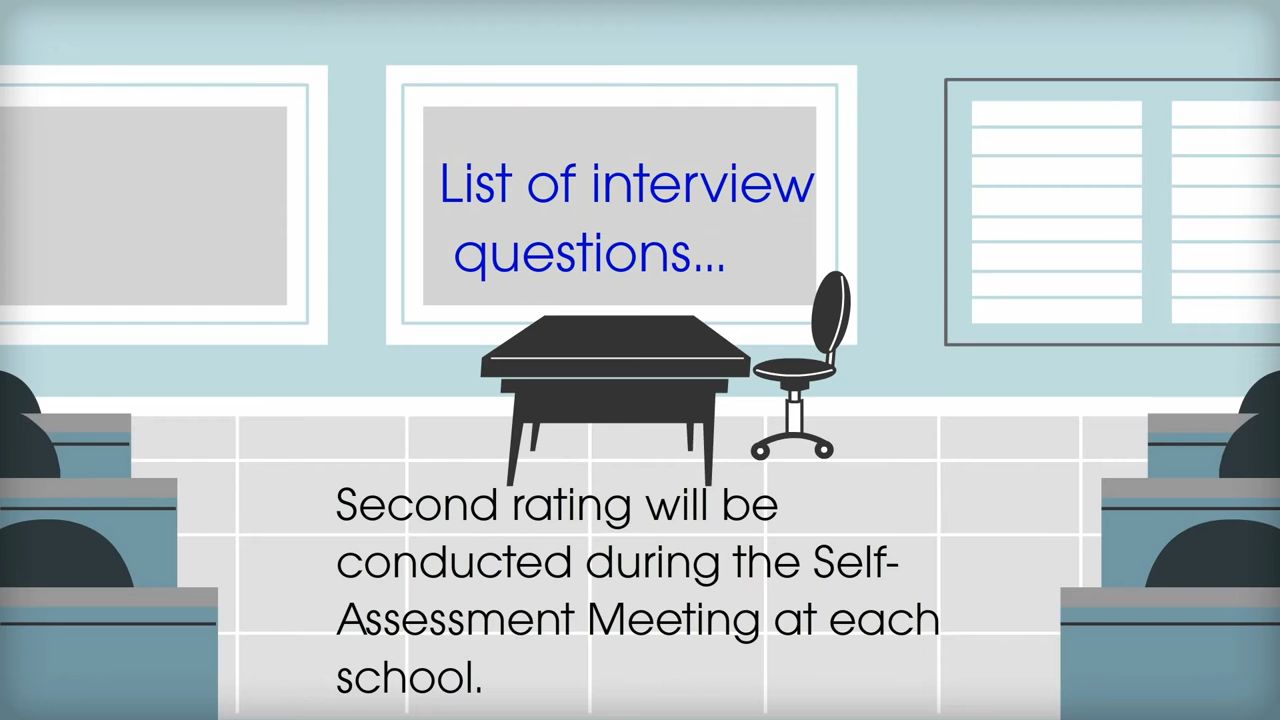 List of interview
questions...
Second rating will be
conducted during the Self-
Assessment Meeting at each
school.